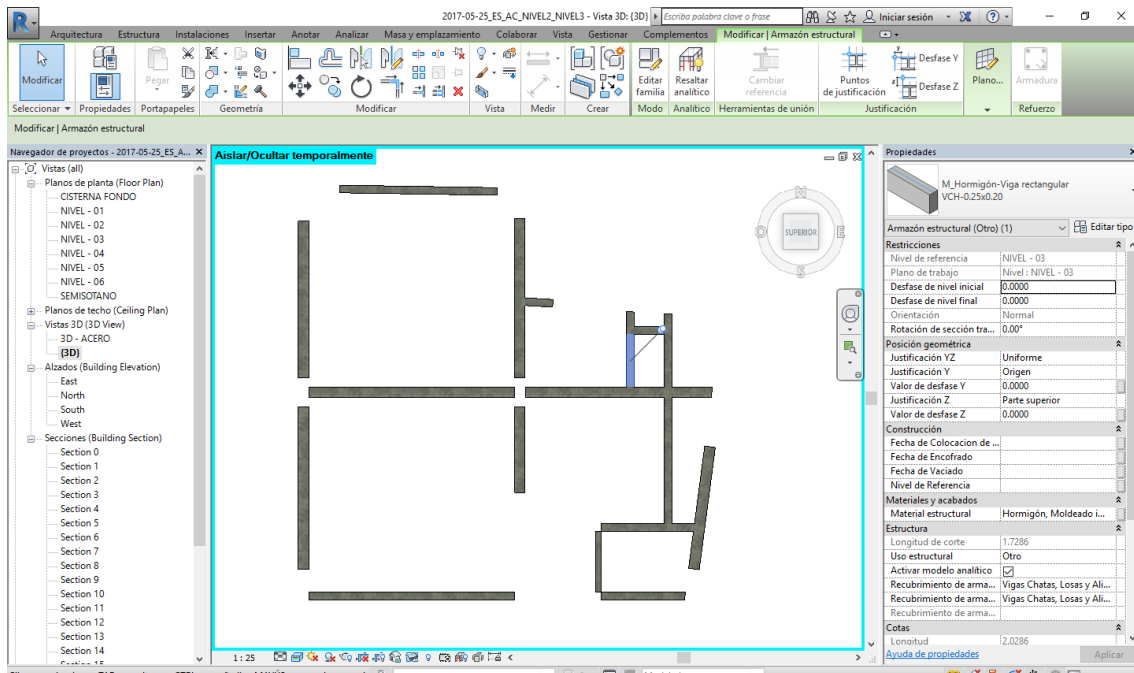 2017-05-25_ES_AC_NIVEL2_NIVEL3 - Vista 3D: {3D}
Escriba palabra clave o frase
Iniciar sesión
Arquitectura Estructura Instalaciones Insertar Anotar Analizar Masa y emplazamiento Colaborar Vista Gestionar Complementos Modificar | Armazón estructural
Modificar
Pegar
Editar familia
Resaltar analítico
Cambiar referencia
Puntos de justificación
Desfase Y
Desfase Z
Plano...
Armadura
Seleccionar Propiedades Portapapeles Geometría Modificar Vista Medir Crear Modo Analítico Herramientas de unión Justificación Refuerzo
Modificar | Armazón estructural
Navegador de proyectos - 2017-05-25_ES_A...
Vistas (all)
Planos de planta (Floor Plan)
CISTERNA FONDO
NIVEL - 01
NIVEL - 02
NIVEL - 03
NIVEL - 04
NIVEL - 05
NIVEL - 06
SEMISOTANO
Planos de techo (Ceiling Plan)
Vistas 3D (3D View)
3D - ACERO
{3D}
Alzados (Building Elevation)
East
North
South
West
Secciones (Building Section)
Section 0
Section 1
Section 2
Section 3
Section 4
Section 5
Section 6
Section 7
Section 8
Section 9
Section 10
Section 11
Section 12
Section 13
Section 14
Section 15
Aislar/Ocultar temporalmente
N
O SUPERIOR E
S
1 : 25
Propiedades
M_Hormigón-Viga rectangular
VCH-0.25x0.20
Armazón estructural (Otro) (1) Editar tipo
Restricciones
Nivel de referencia NIVEL - 03
Plano de trabajo Nivel : NIVEL - 03
Desfase de nivel inicial 0.0000
Desfase de nivel final 0.0000
Orientación Normal
Rotación de sección tra... 0.00°
Posición geométrica
Justificación YZ Uniforme
Justificación Y Origen
Valor de desfase Y 0.0000
Justificación Z Parte superior
Valor de desfase Z 0.0000
Construcción
Fecha de Colocacion de ...
Fecha de Encofrado
Fecha de Vaciado
Nivel de Referencia
Materiales y acabados
Material estructural Hormigón, Moldeado i...
Estructura
Longitud de corte 1.7286
Uso estructural Otro
Activar modelo analítico
Recubrimiento de arma... Vigas Chatas, Losas y Ali...
Recubrimiento de arma... Vigas Chatas, Losas y Ali...
Recubrimiento de arma...
Cotas
Longitud 2.0286
Ayuda de propiedades Aplicar